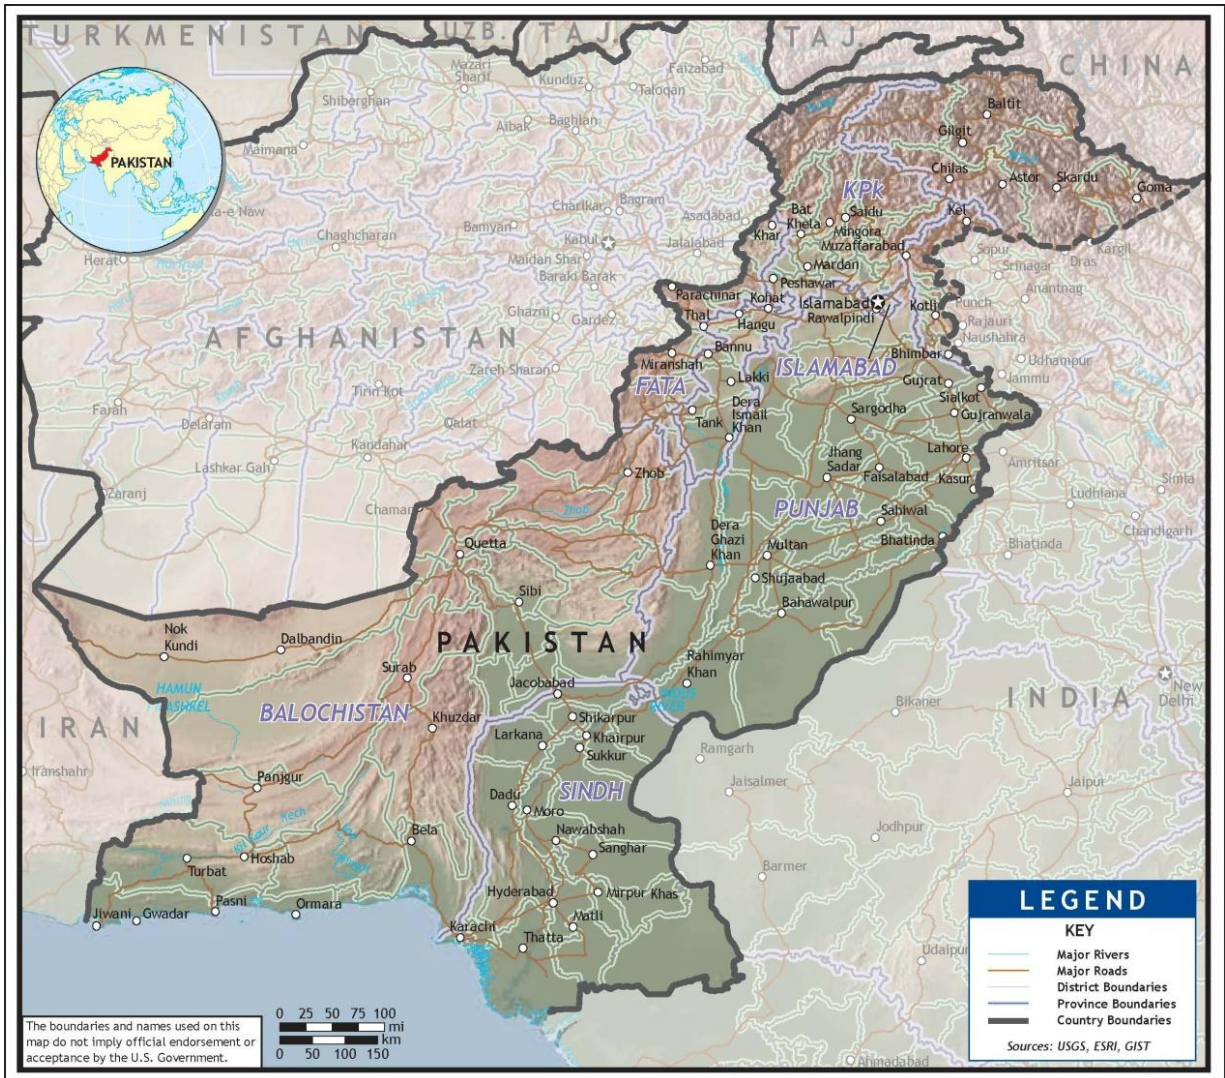 TURKMENISTAN
UZB.
TAJ.
TAJ.
CHINA
Mazari
Sharif
Kunduz
Faizabad
Taloqan
Shiberghan
Aibak
Baghlan
Maimana
PAKISTAN
Baltit
Gilgit
Chilas
Astor
Skardu
Goma
KPk
Charikar
Bagram
Asadabad
Bat
Khela
Saidu
Mingora
Kel
Khar
Muzaffarabad
Chaghcharan
Bamyan
Kabul
Jalalabad
Maidan Shar
Baraki Barak
Mardan
Peshawar
Sopur
Srinagar
Dras
Kargil
Herat
Parachinar
Kohat
Islamabad
Rawalpindi
Kotli
Punch
Anantnag
Rajauri
Naushahra
Ghazni
Gardez
Thal
Hangu
AFGHANISTAN
Zareh Sharan
Miranshah
Bannu
ISLAMABAD
Bhimbar
Udhampur
Jammu
FATA
Lakki
Gujrat
Sialkot
Gujranwala
Tirin Kot
Farah
Delaram
Qalat
Tank
Dera
Ismail
Khan
Sargodha
Kandahar
Lashkar Gah
Zhob
Jhang
Sadar
Faisalabad
Lahore
Kasur
Amritsar
Simla
Zaranj
Chaman
Zhob
PUNJAB
Ludhiana
Chandigarh
Sahiwal
Bhatinda
Bhatinda
Quetta
Dera
Ghazi
Khan
Multan
Shujaabad
Sibi
Bahawalpur
Nok
Kundi
Dalbandin
PAKISTAN
Surab
Rahimyar
Khan
New
Delhi
HAMUN
Jacobabad
INDUS
RIVER
Bikaner
INDIA
IRAN
BALOCHISTAN
Khuzdar
Shikarpur
Khairpur
Larkana
Sukkur
Ramgarh
Iranshahr
Panjgur
Jaisalmer
Jaipur
SINDH
Dadu
Moro
Kech
Bela
Nawabshah
Sanghar
Jodhpur
Turbat
Hoshab
Barmer
Hyderabad
Mirpur Khas
Jiwani
Gwadar
Pasni
Ormara
Karachi
Matli
Thatta
Udaipu
Ahmadabad
LEGEND
KEY
Major Rivers
Major Roads
District Boundaries
Province Boundaries
Country Boundaries
Sources: USGS, ESRI, GIST
0 25 50 75 100
mi
km
0 50 100 150
The boundaries and names used on this
map do not imply official endorsement or
acceptance by the U.S. Government.